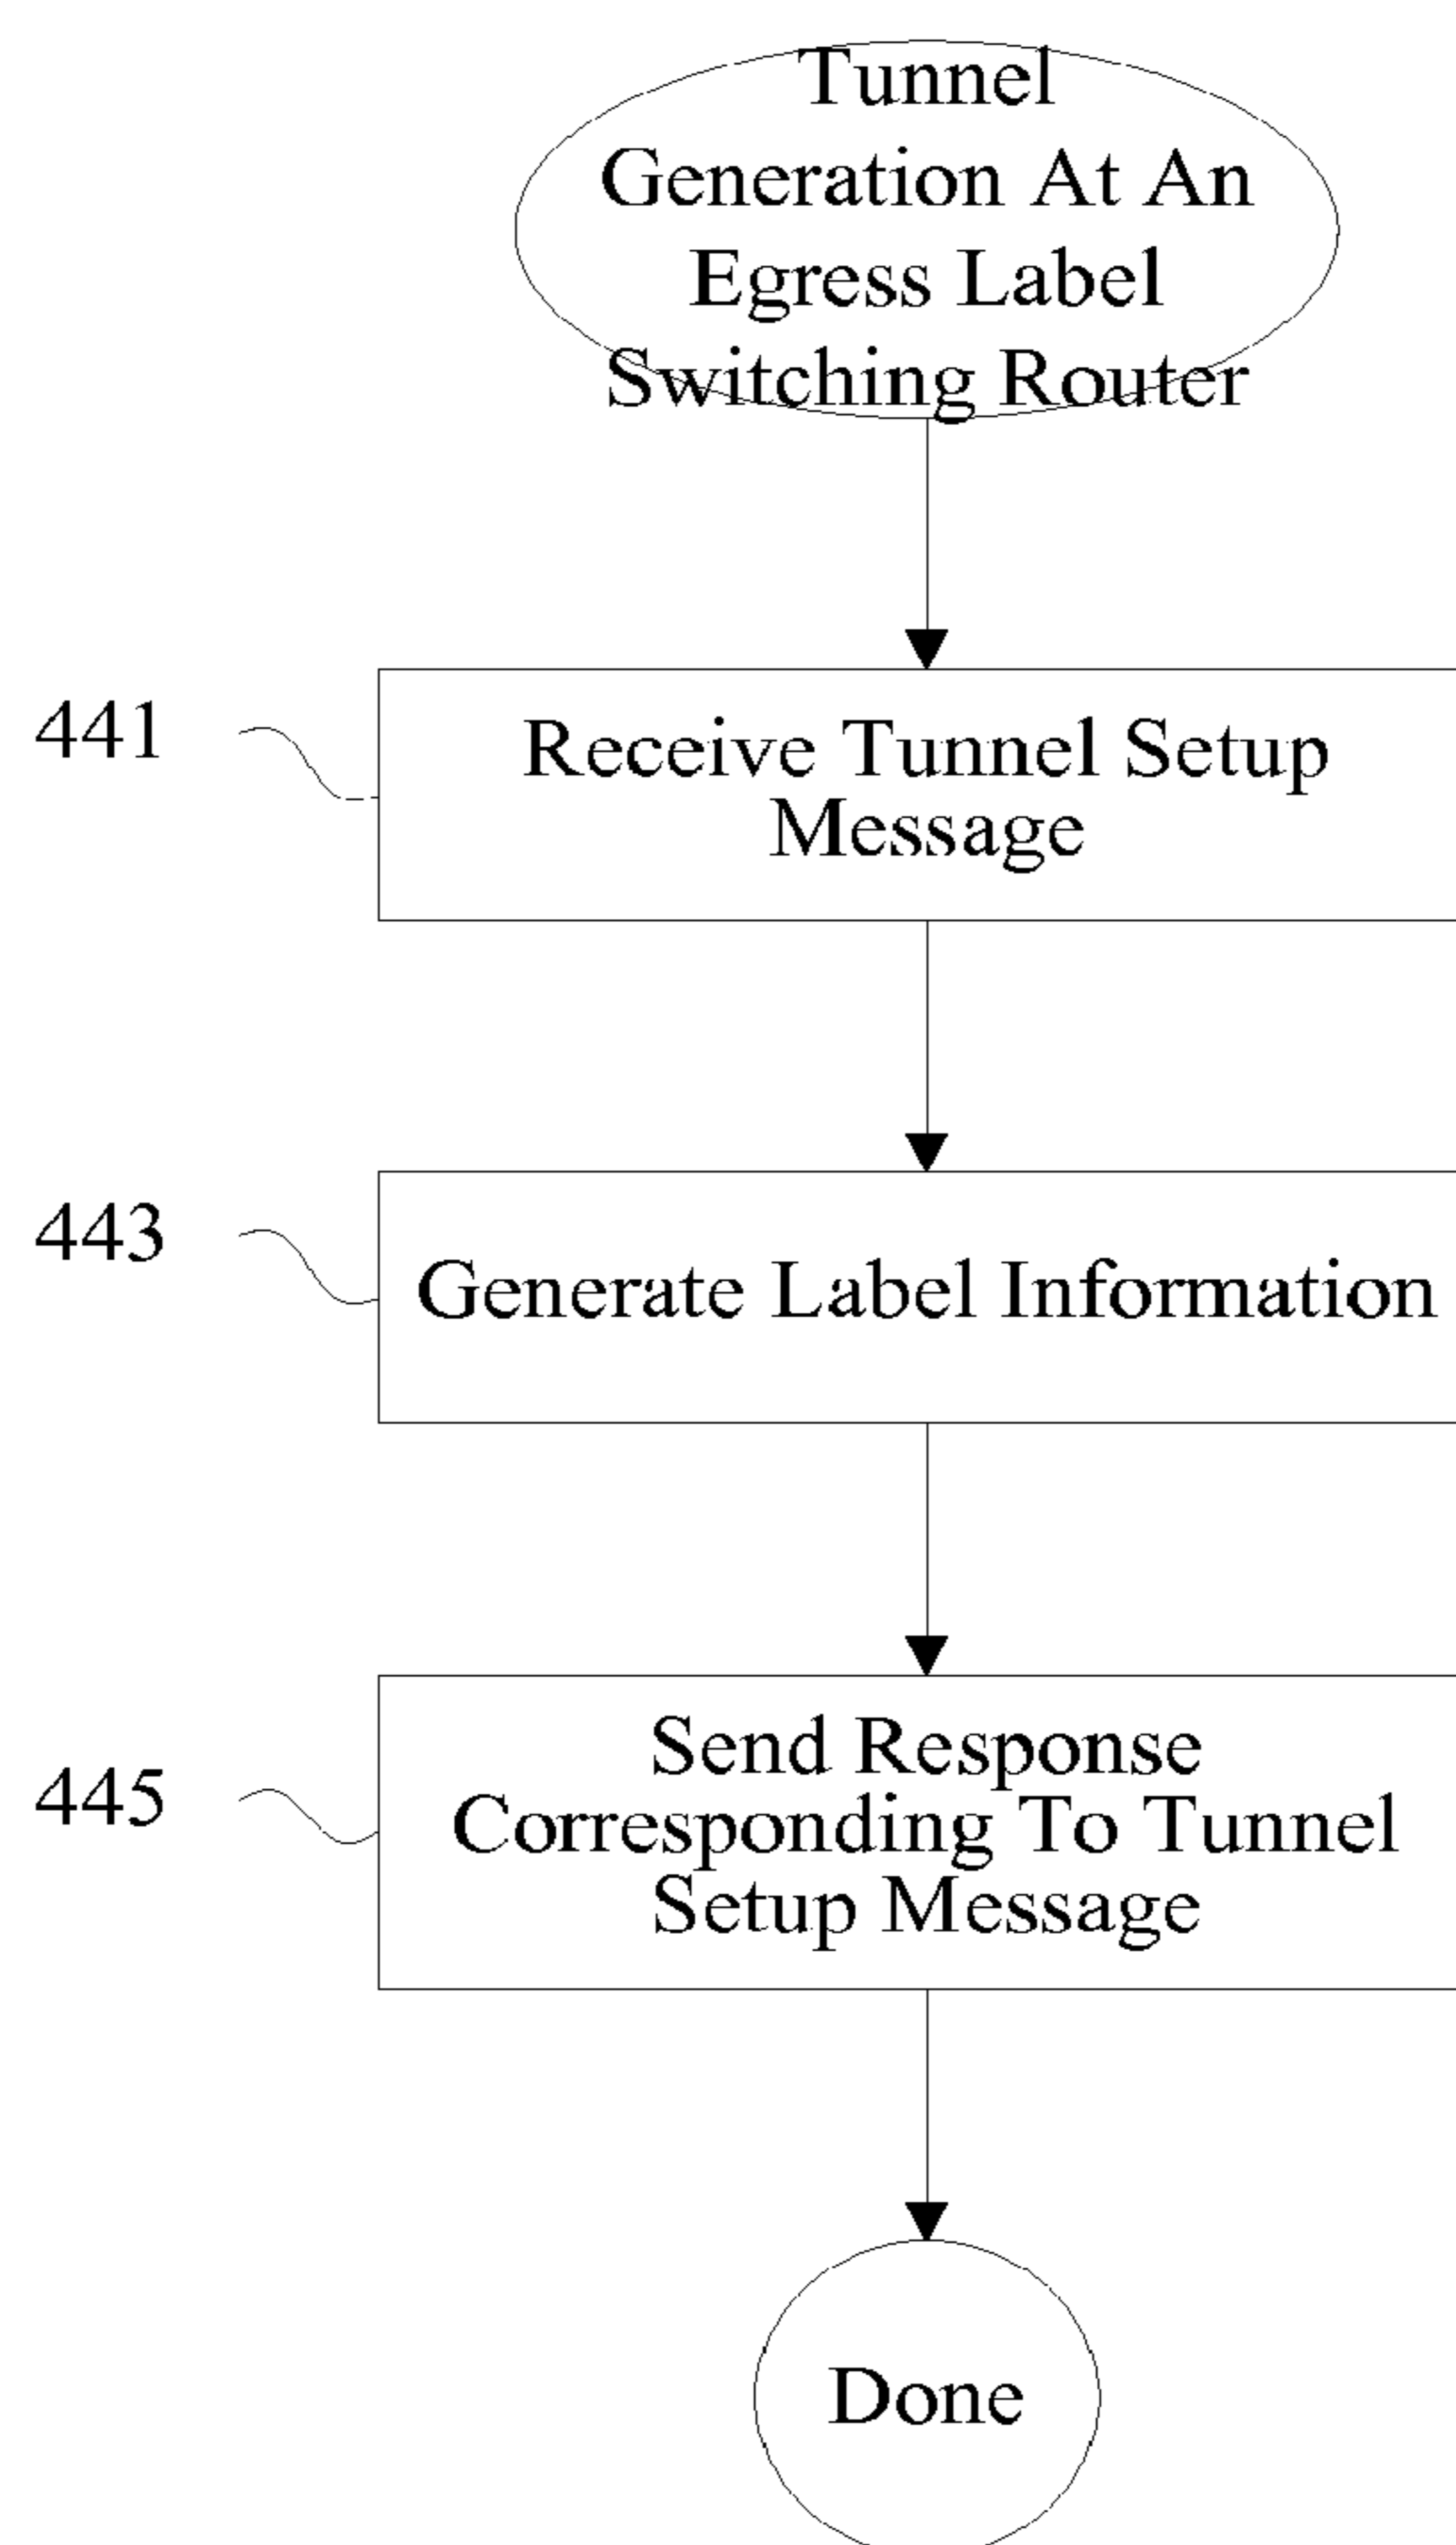 Tunnel
Generation At An
Egress Label
Switching Router
441
Receive Tunnel Setup
Message
443
Generate Label Information
445
Send Response
Corresponding To Tunnel
Setup Message
Done